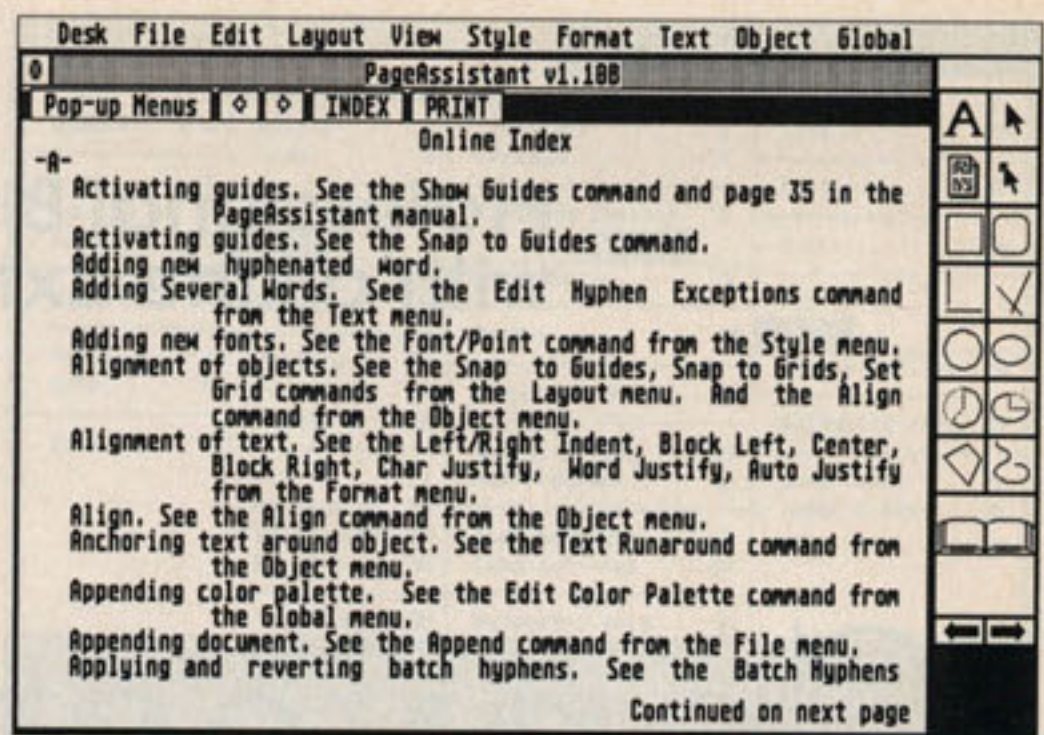 Desk File Edit Layout View Style Format Text Object Global
PageAssistant v1.10B
Pop-up Menus INDEX PRINT
Online Index
-A-
Activating guides. See the Show Guides command and page 35 in the
PageAssistant manual.
Activating guides. See the Snap to Guides command.
Adding new hyphenated word.
Adding Several Words. See the Edit Hyphen Exceptions command
from the Text menu.
Adding new fonts. See the Font/Point command from the Style menu.
Alignment of objects. See the Snap to Guides, Snap to Grids, Set
Grid commands from the Layout menu. And the Align
command from the Object menu.
Alignment of text. See the Left/Right Indent, Block Left, Center,
Block Right, Char Justify, Word Justify, Auto Justify
from the Format menu.
Align. See the Align command from the Object menu.
Anchoring text around object. See the Text Runaround command from
the Object menu.
Appending color palette. See the Edit Color Palette command from
the Global menu.
Appending document. See the Append command from the File menu.
Applying and reverting batch hyphens. See the Batch Hyphens
Continued on next page
A